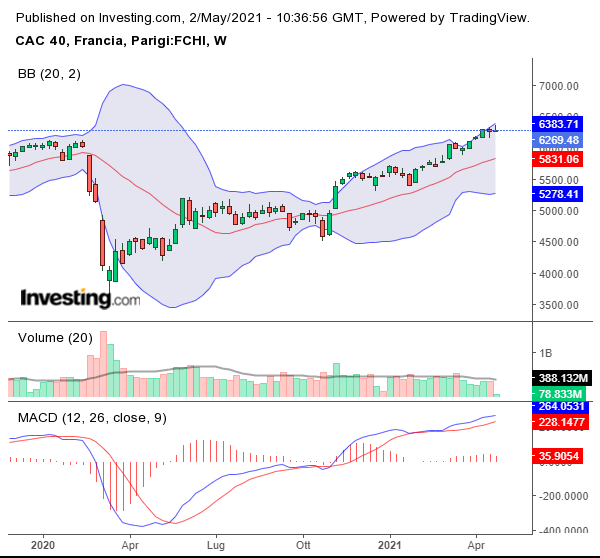 Published on Investing.com, 2/May/2021 - 10:36:56 GMT, Powered by TradingView.
CAC 40, Francia, Parigi:FCHI, W
BB (20, 2)
7000.00
6383.71
6269.48
5831.06
5500.00
5278.41
5000.00
4500.00
4000.00
3500.00
Investing.com
Volume (20)
1B
388.132M
78.833M
MACD (12, 26, close, 9)
264.0531
228.1477
35.9054
-200.0000
-400.0000
2020 Apr Lug Ott 2021 Apr